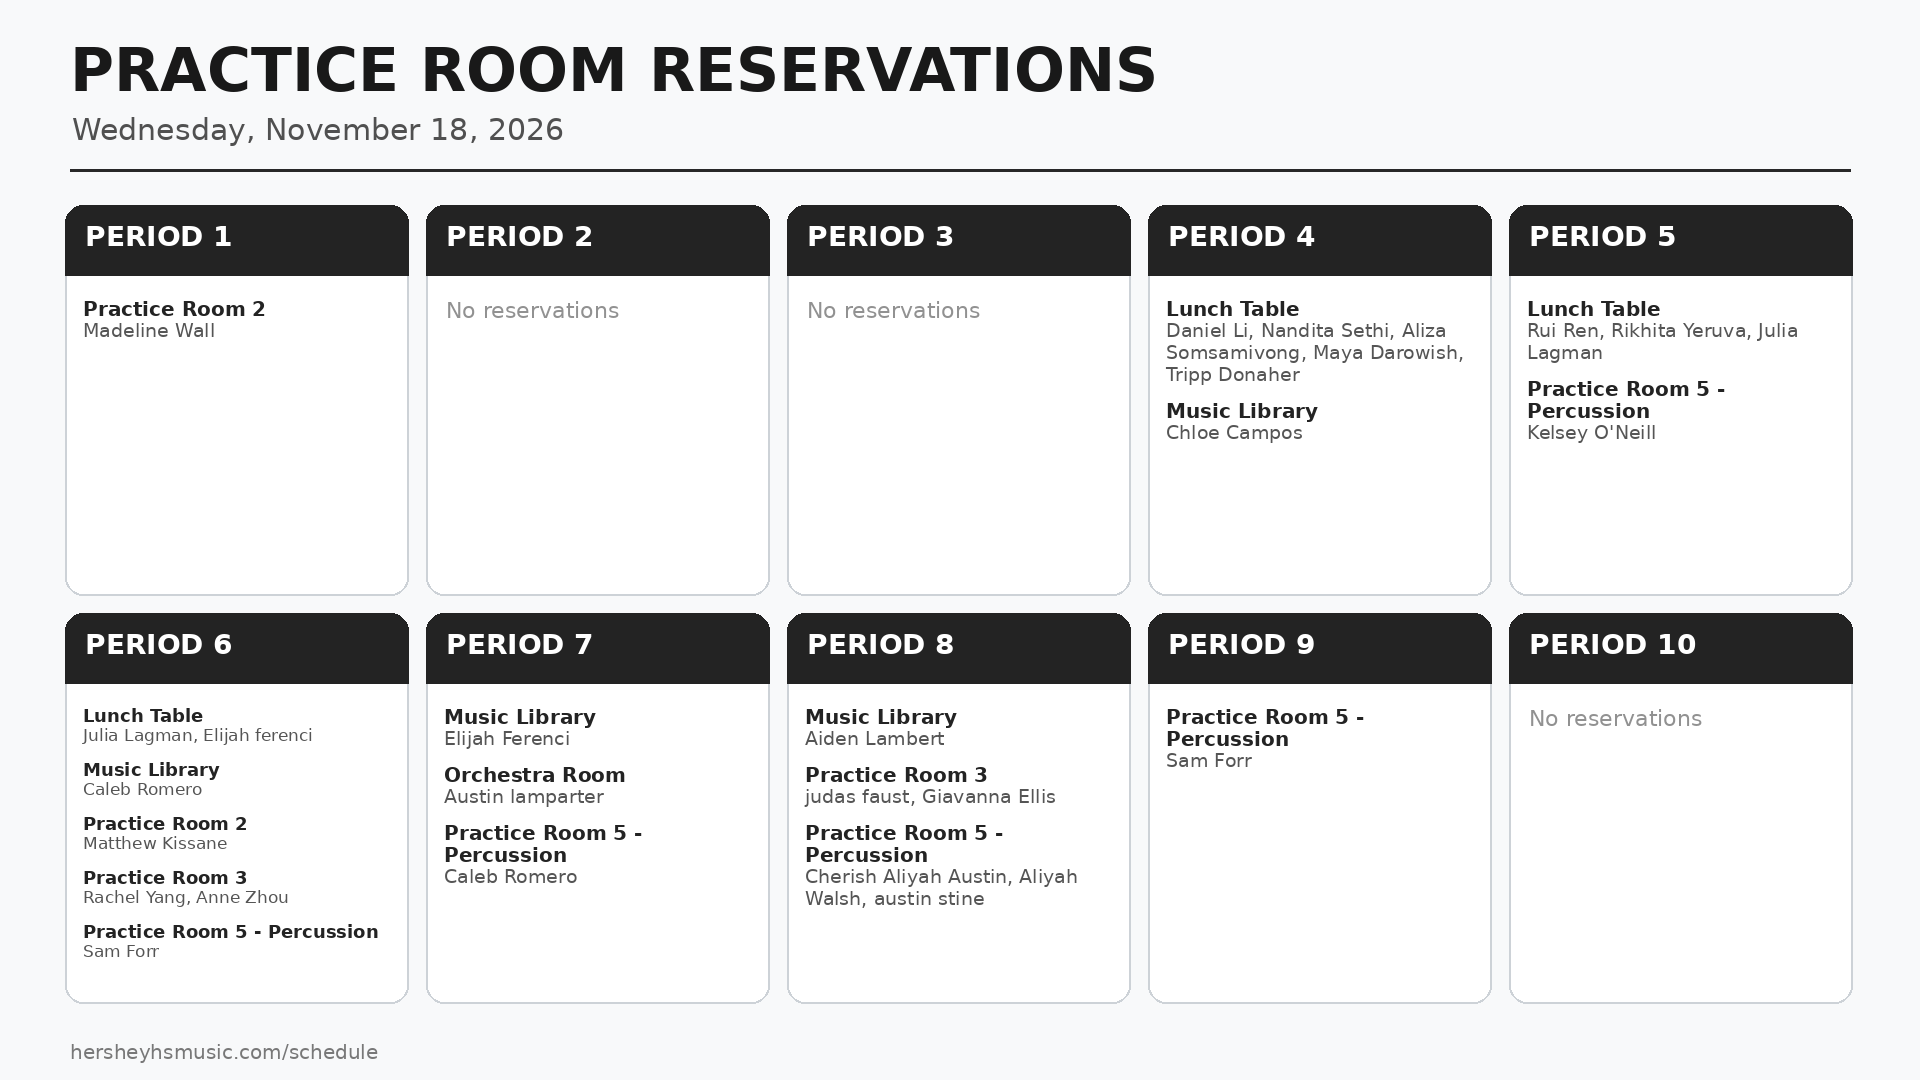 PRACTICE ROOM RESERVATIONS
Wednesday, November 18, 2026
PERIOD 1
Practice Room 2
Madeline Wall
PERIOD 2
No reservations
PERIOD 3
No reservations
PERIOD 4
Lunch Table
Daniel Li, Nandita Sethi, Aliza
Somsamivong, Maya Darowish,
Tripp Donaher
Music Library
Chloe Campos
PERIOD 5
Lunch Table
Rui Ren, Rikhita Yeruva, Julia
Lagman
Practice Room 5 -
Percussion
Kelsey O'Neill
PERIOD 6
Lunch Table
Julia Lagman, Elijah ferenci
Music Library
Caleb Romero
Practice Room 2
Matthew Kissane
Practice Room 3
Rachel Yang, Anne Zhou
Practice Room 5 - Percussion
Sam Forr
PERIOD 7
Music Library
Elijah Ferenci
Orchestra Room
Austin lamparter
Practice Room 5 -
Percussion
Caleb Romero
PERIOD 8
Music Library
Aiden Lambert
Practice Room 3
judas faust, Giavanna Ellis
Practice Room 5 -
Percussion
Cherish Aliyah Austin, Aliyah
Walsh, austin stine
PERIOD 9
Practice Room 5 -
Percussion
Sam Forr
PERIOD 10
No reservations
hersheyhsmusic.com/schedule